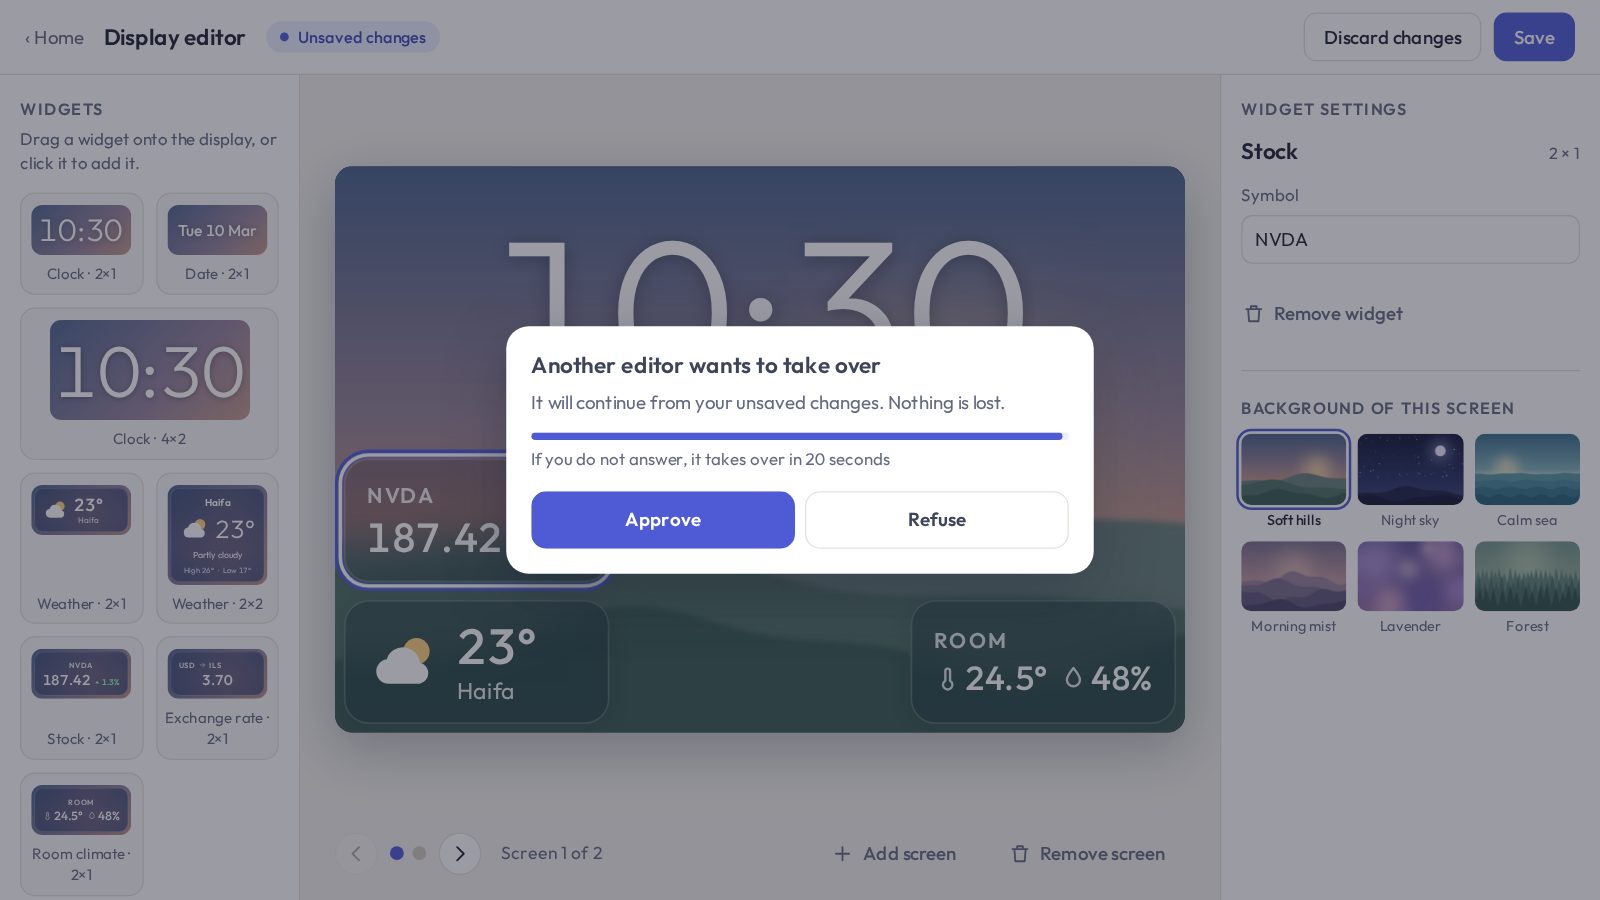 ‹ Home
Display editor
Unsaved changes
Discard changes
Save
WIDGETS
Drag a widget onto the display, or
click it to add it.
10:30
Clock · 2×1
Tue 10 Mar
Date · 2×1
10:30
Clock · 4×2
23°
Haifa
Weather · 2×1
Haifa
23°
Partly cloudy
High 26° · Low 17°
Weather · 2×2
NVDA
187.42 1.3%
Stock · 2×1
USD → ILS
3.70
Exchange rate ·
2×1
ROOM
24.5° 48%
Room climate ·
2×1
10:30
Another editor wants to take over
It will continue from your unsaved changes. Nothing is lost.
If you do not answer, it takes over in 20 seconds
Approve
Refuse
NVDA
187.42
23°
Haifa
ROOM
24.5° 48%
Screen 1 of 2
Add screen
Remove screen
WIDGET SETTINGS
Stock
2 × 1
Symbol
NVDA
Remove widget
BACKGROUND OF THIS SCREEN
Soft hills
Night sky
Calm sea
Morning mist
Lavender
Forest